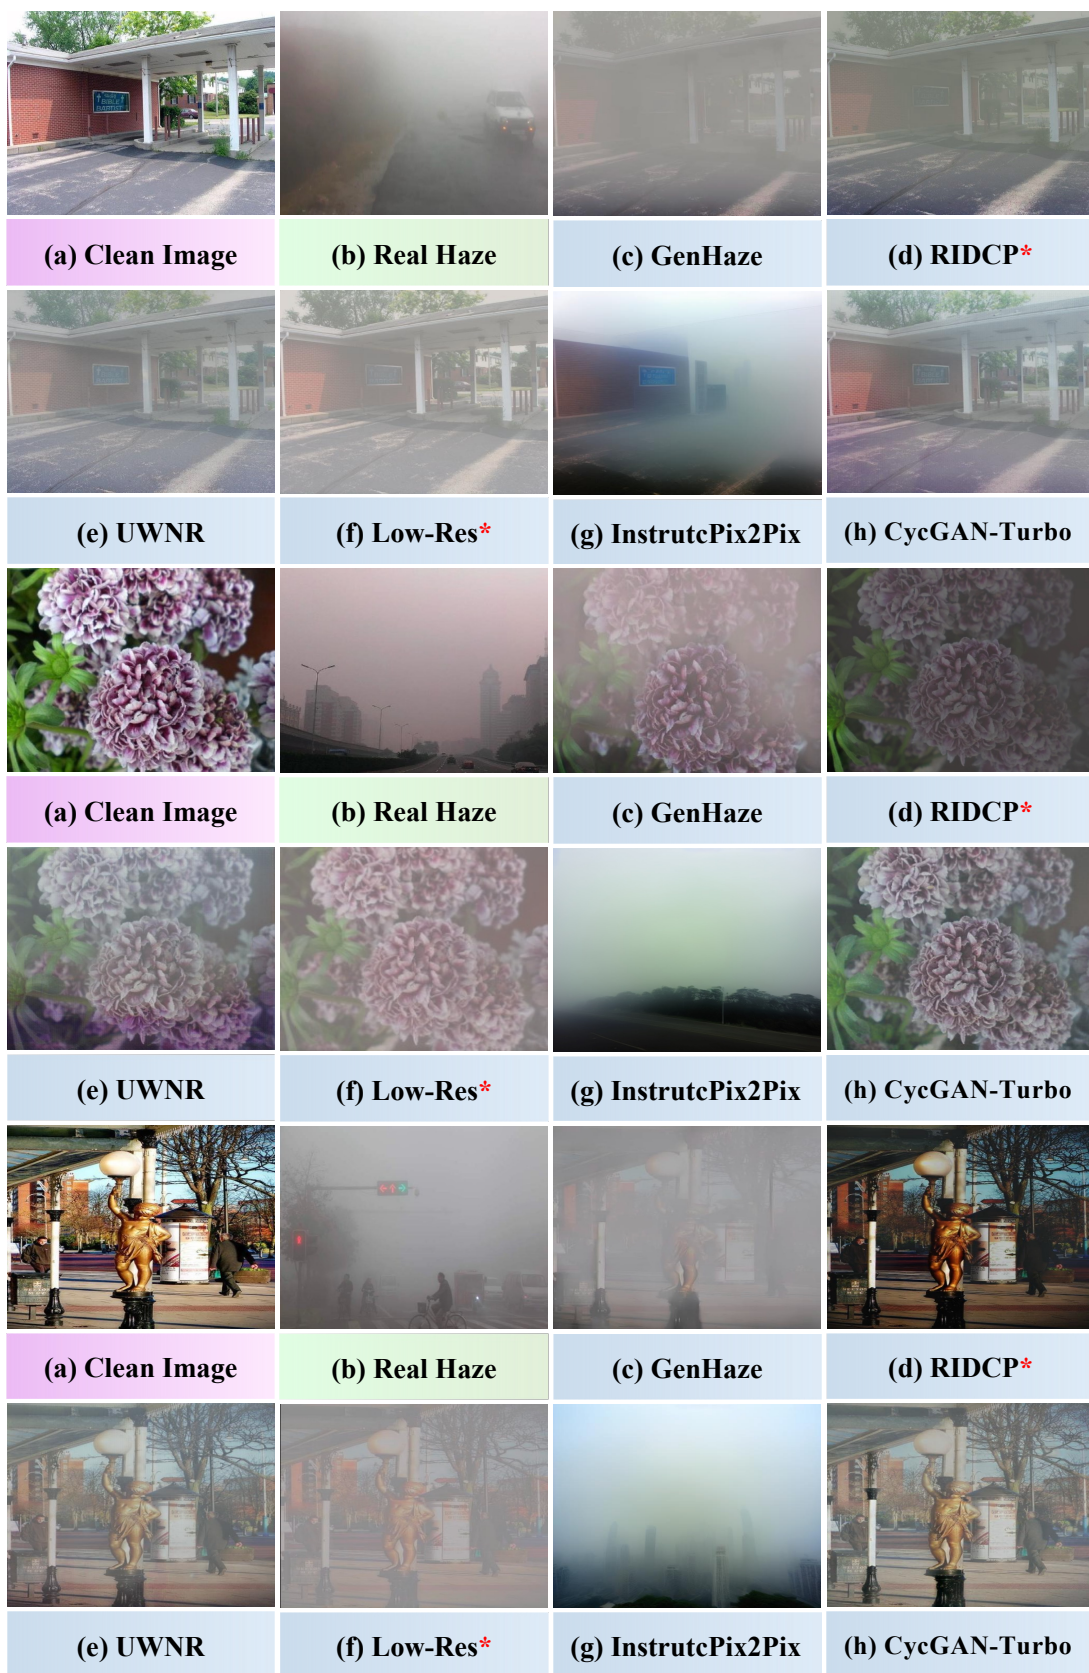 (a) Clean Image
(b) Real Haze
(c) GenHaze
(d) RIDCP*
(e) UWNR
(f) Low-Res*
(g) InstrutcPix2Pix
(h) CycGAN-Turbo
(a) Clean Image
(b) Real Haze
(c) GenHaze
(d) RIDCP*
(e) UWNR
(f) Low-Res*
(g) InstrutcPix2Pix
(h) CycGAN-Turbo
(a) Clean Image
(b) Real Haze
(c) GenHaze
(d) RIDCP*
(e) UWNR
(f) Low-Res*
(g) InstrutcPix2Pix
(h) CycGAN-Turbo